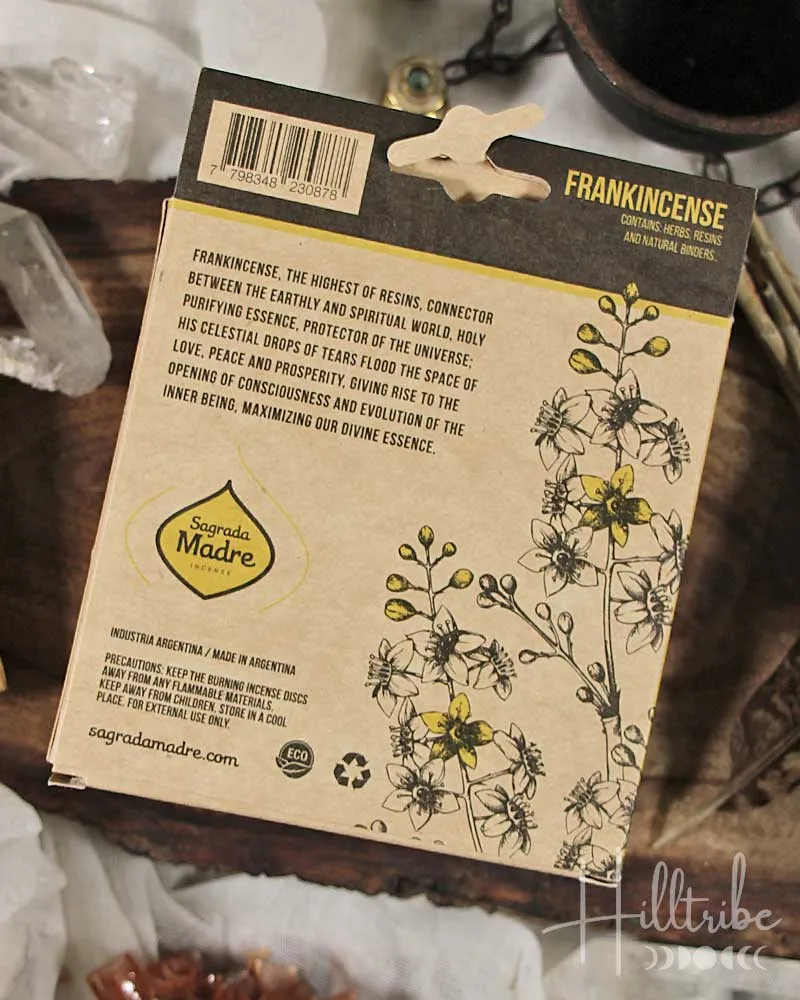 7 798348 230878
FRANKINCENSE
CONTAINS: HERBS, RESINS
AND NATURAL BINDERS.
FRANKINCENSE, THE HIGHEST OF RESINS, CONNECTOR
BETWEEN THE EARTHLY AND SPIRITUAL WORLD, HOLY
PURIFYING ESSENCE, PROTECTOR OF THE UNIVERSE;
HIS CELESTIAL DROPS OF TEARS FLOOD THE SPACE OF
LOVE, PEACE AND PROSPERITY, GIVING RISE TO THE
OPENING OF CONSCIOUSNESS AND EVOLUTION OF THE
INNER BEING, MAXIMIZING OUR DIVINE ESSENCE.
Sagrada
Madre
INCENSE
INDUSTRIA ARGENTINA / MADE IN ARGENTINA
PRECAUTIONS: KEEP THE BURNING INCENSE DISCS
AWAY FROM ANY FLAMMABLE MATERIALS.
KEEP AWAY FROM CHILDREN. STORE IN A COOL
PLACE. FOR EXTERNAL USE ONLY.
sagradamadre.com
ECO
Hilltribe